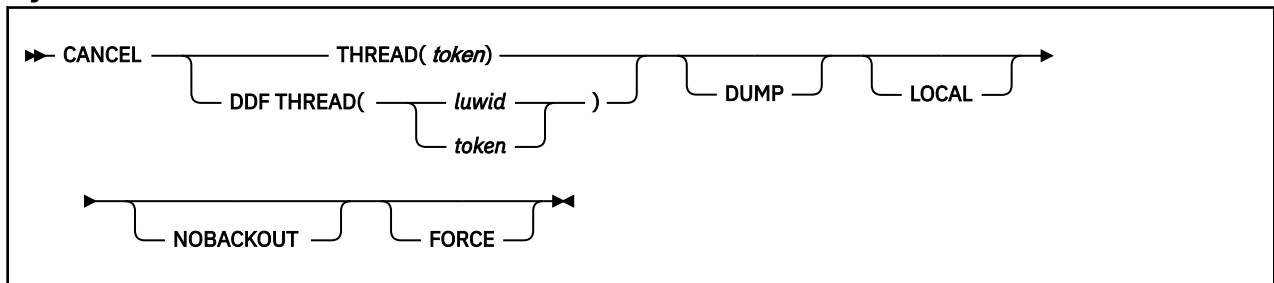 CANCEL THREAD( token)
DDF THREAD( luwid )
token
DUMP
LOCAL
NOBACKOUT
FORCE